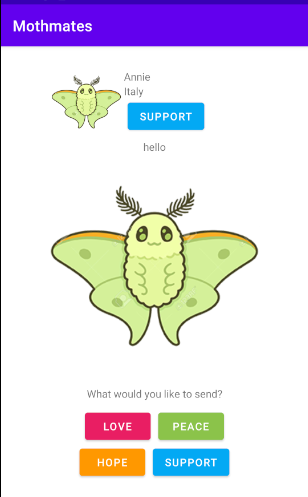 Mothmates
Annie
Italy
SUPPORT
hello
What would you like to send?
LOVE PEACE
HOPE SUPPORT